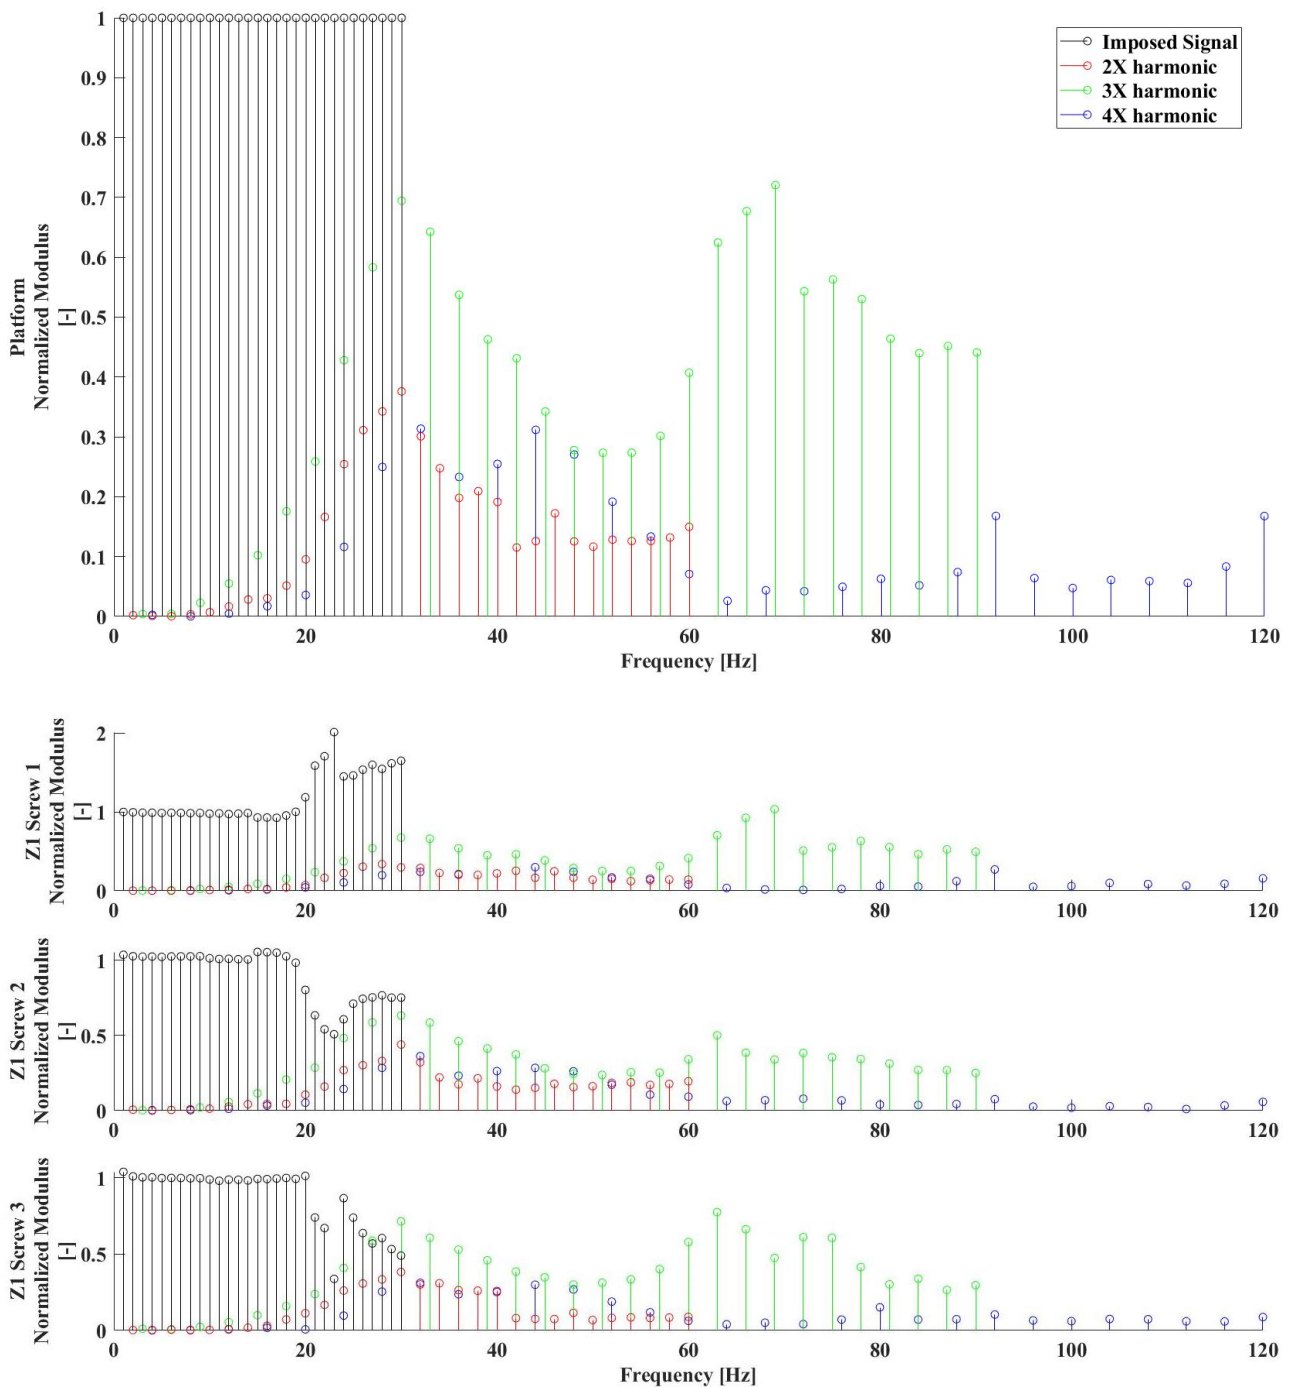 Imposed Signal
2X harmonic
3X harmonic
4X harmonic
Platform
Normalized Modulus
[-]
1
0.9
0.8
0.7
0.6
0.5
0.4
0.3
0.2
0.1
0
0 20 40 60 80 100 120
Frequency [Hz]
Z1 Screw 1
Normalized Modulus
[-]
2
1
0
0 20 40 60 80 100 120
Z1 Screw 2
Normalized Modulus
[-]
1
0.5
0
0 20 40 60 80 100 120
Z1 Screw 3
Normalized Modulus
[-]
1
0.5
0
0 20 40 60 80 100 120
Frequency [Hz]